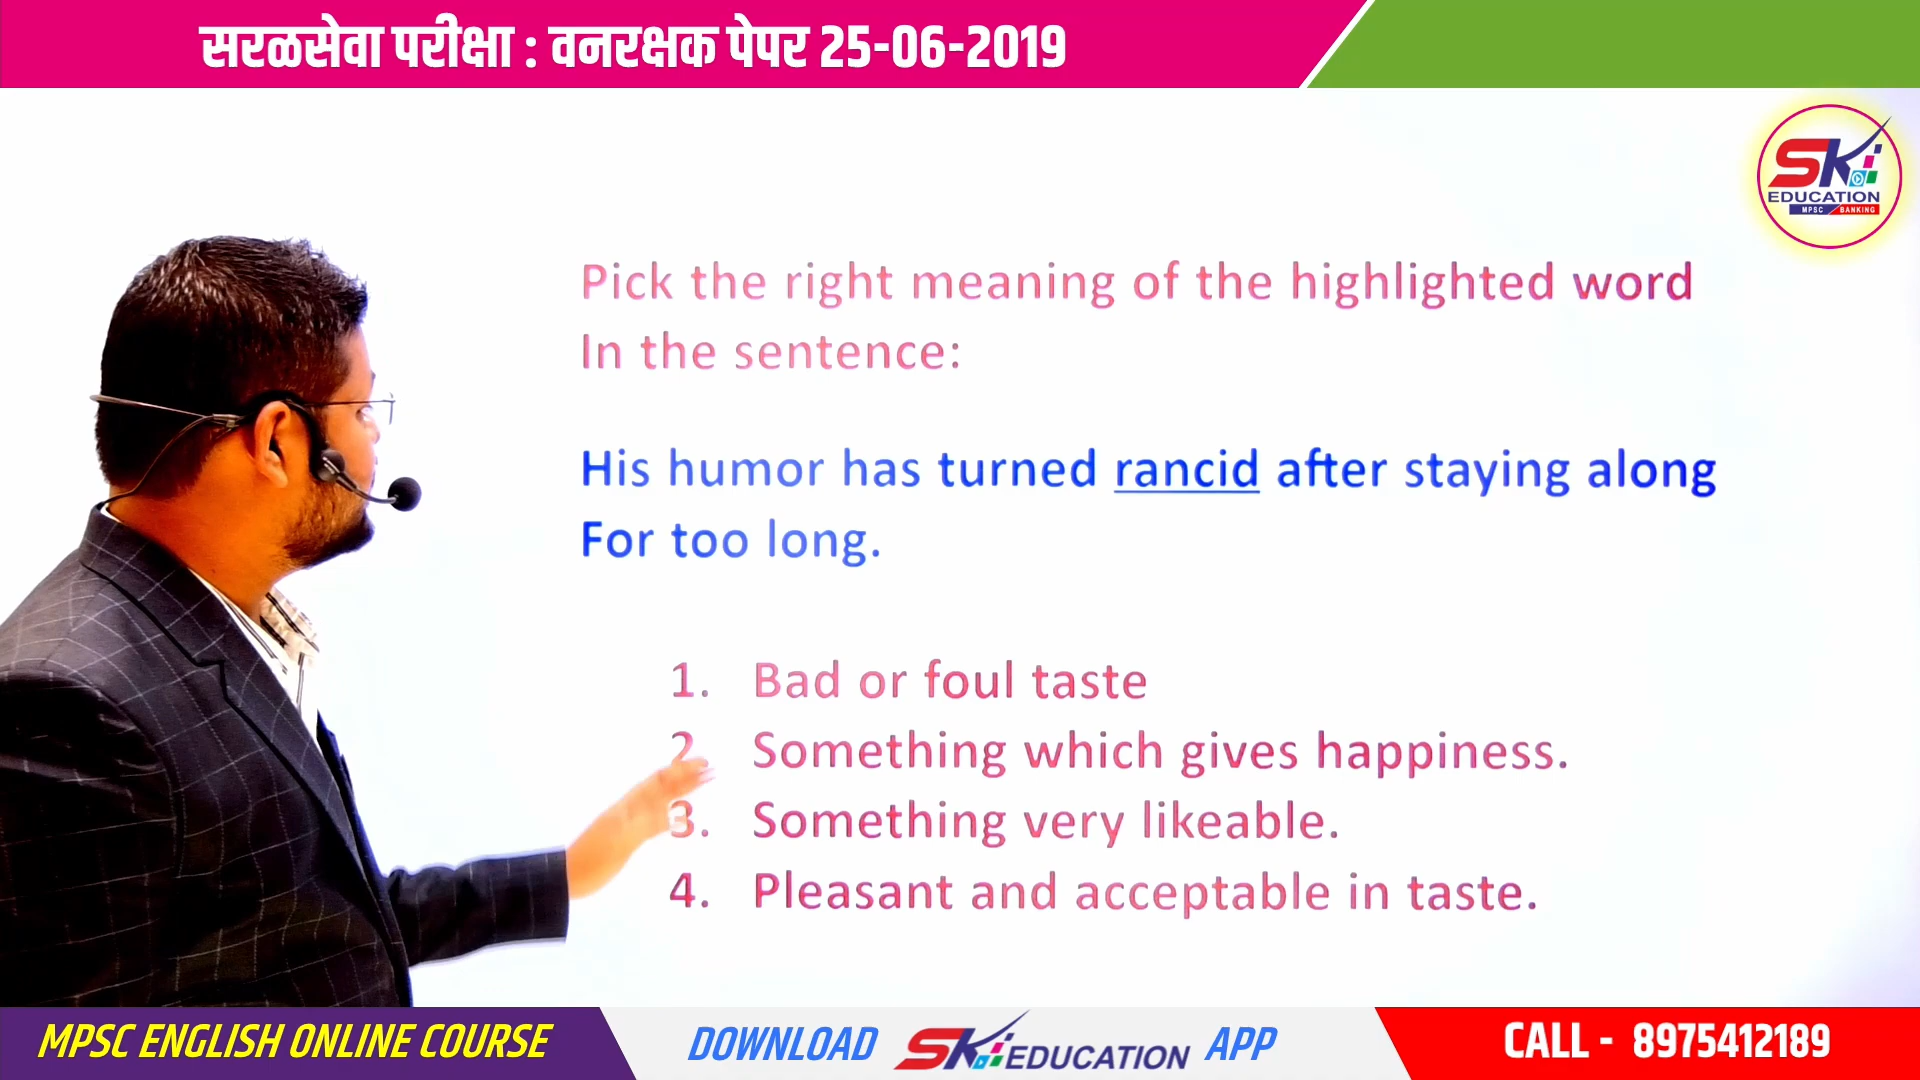 सरळसेवा परीक्षा : वनरक्षक पेपर 25-06-2019
SK
EDUCATION
MPSC BANKING
Pick the right meaning of the highlighted word
In the sentence:
His humor has turned rancid after staying along
For too long.
1. Bad or foul taste
2. Something which gives happiness.
3. Something very likeable.
4. Pleasant and acceptable in taste.
MPSC ENGLISH ONLINE COURSE
DOWNLOAD SK EDUCATION APP
CALL - 8975412189